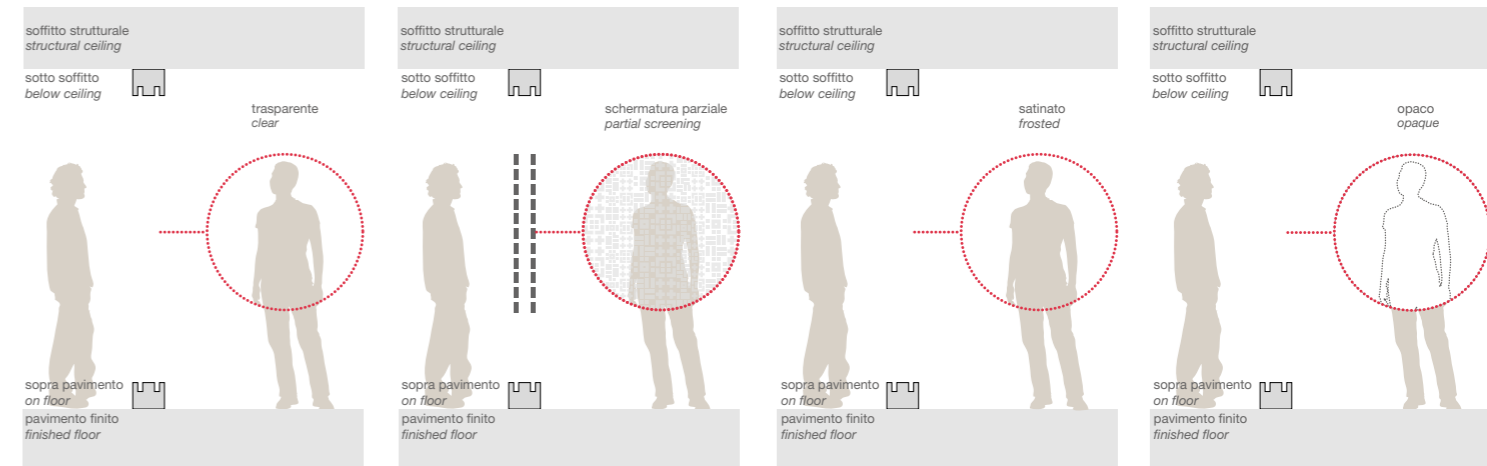 soffitto strutturale
structural ceiling
sotto soffitto
below ceiling
trasparente
clear
sopra pavimento
on floor
pavimento finito
finished floor
soffitto strutturale
structural ceiling
sotto soffitto
below ceiling
schermatura parziale
partial screening
sopra pavimento
on floor
pavimento finito
finished floor
soffitto strutturale
structural ceiling
sotto soffitto
below ceiling
satinato
frosted
sopra pavimento
on floor
pavimento finito
finished floor
soffitto strutturale
structural ceiling
sotto soffitto
below ceiling
opaco
opaque
sopra pavimento
on floor
pavimento finito
finished floor